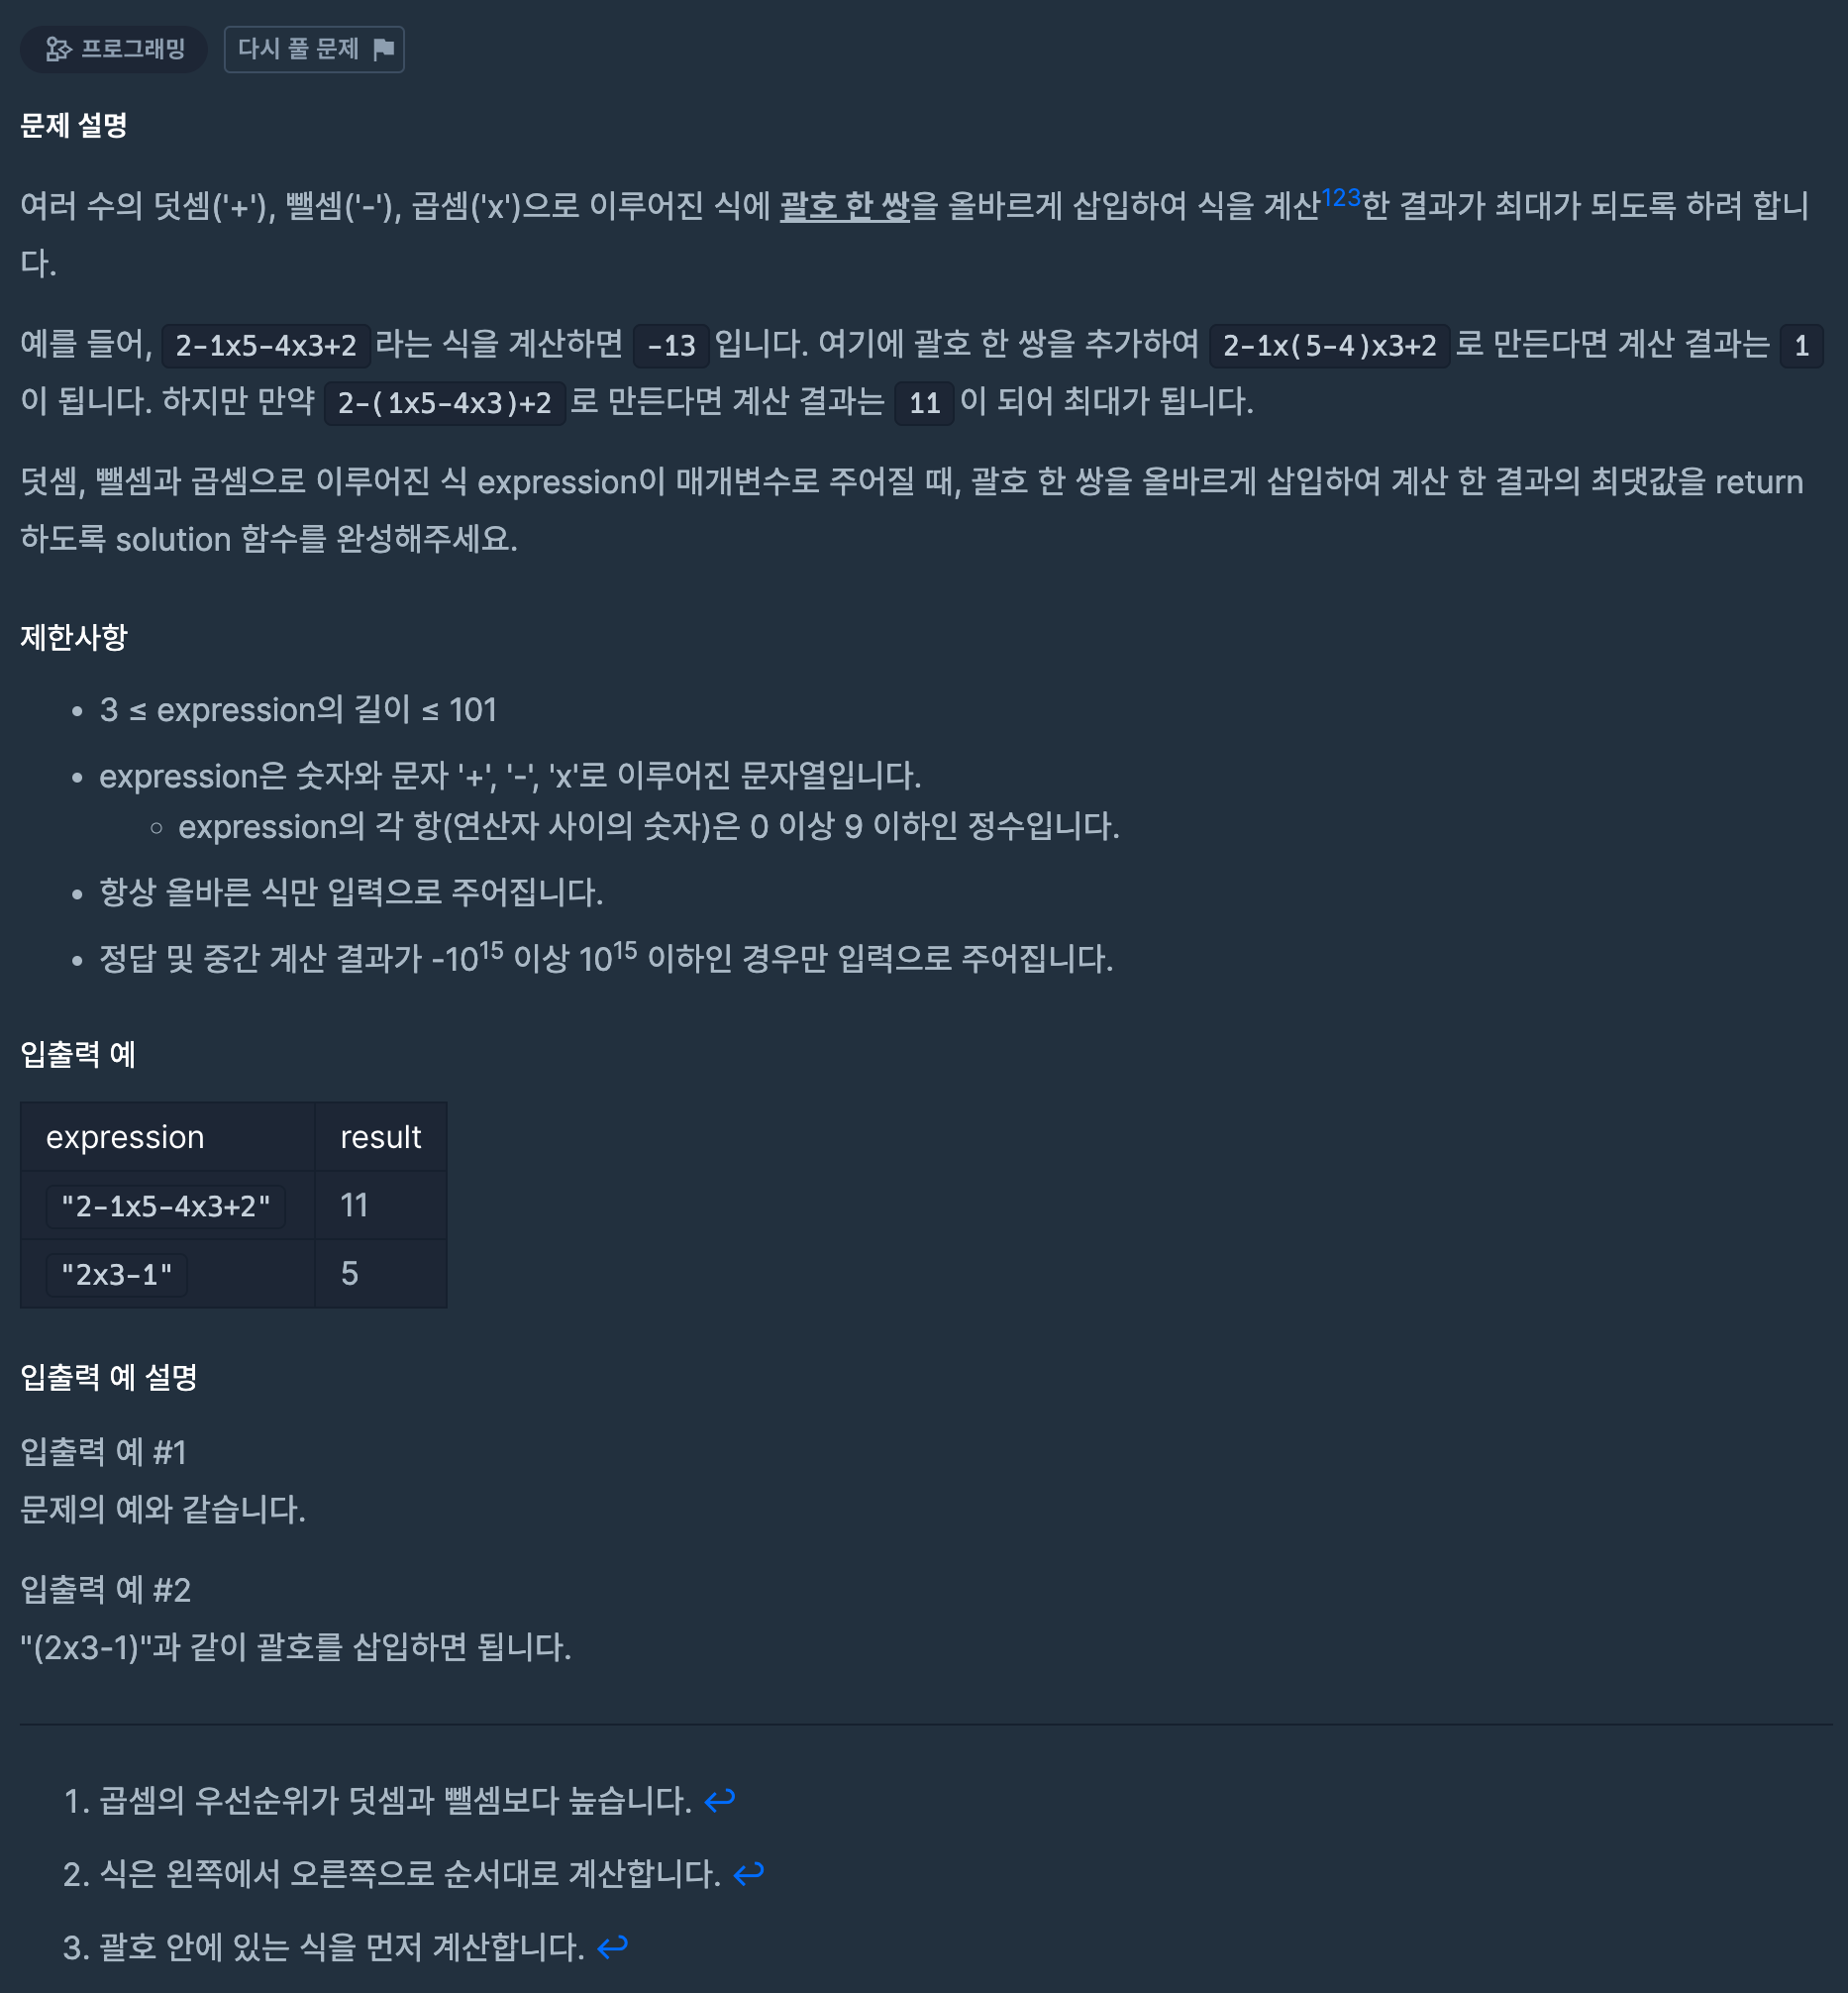 프로그래밍 다시 풀 문제
문제 설명
여러 수의 덧셈('+'), 뺄셈('-'), 곱셈('x')으로 이루어진 식에 괄호 한 쌍을 올바르게 삽입하여 식을 계산123한 결과가 최대가 되도록 하려 합니
다.
예를 들어, 2-1x5-4x3+2 라는 식을 계산하면 -13 입니다. 여기에 괄호 한 쌍을 추가하여 2-1x(5-4)x3+2 로 만든다면 계산 결과는 1
이 됩니다. 하지만 만약 2-(1x5-4x3)+2 로 만든다면 계산 결과는 11 이 되어 최대가 됩니다.
덧셈, 뺄셈과 곱셈으로 이루어진 식 expression이 매개변수로 주어질 때, 괄호 한 쌍을 올바르게 삽입하여 계산 한 결과의 최댓값을 return
하도록 solution 함수를 완성해주세요.
제한사항
• 3 ≤ expression의 길이 ≤ 101
• expression은 숫자와 문자 '+', '-', 'x'로 이루어진 문자열입니다.
○ expression의 각 항(연산자 사이의 숫자)은 0 이상 9 이하인 정수입니다.
• 항상 올바른 식만 입력으로 주어집니다.
• 정답 및 중간 계산 결과가 -10^15 이상 10^15 이하인 경우만 입력으로 주어집니다.
입출력 예
expression result
"2-1x5-4x3+2" 11
"2x3-1" 5
입출력 예 설명
입출력 예 #1
문제의 예와 같습니다.
입출력 예 #2
"(2x3-1)"과 같이 괄호를 삽입하면 됩니다.
1. 곱셈의 우선순위가 덧셈과 뺄셈보다 높습니다. ↩
2. 식은 왼쪽에서 오른쪽으로 순서대로 계산합니다. ↩
3. 괄호 안에 있는 식을 먼저 계산합니다. ↩